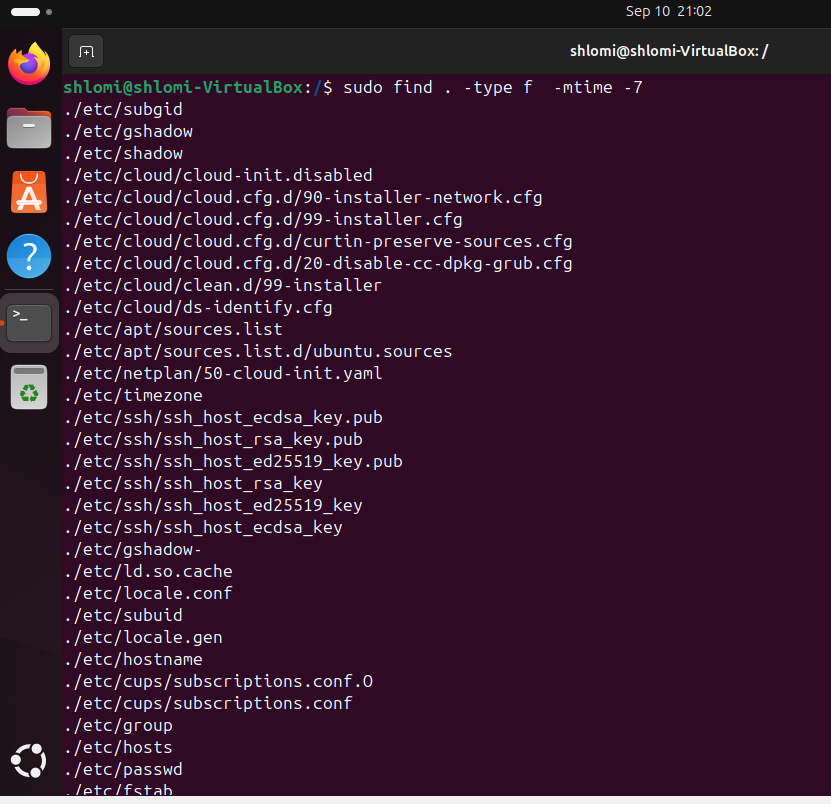 Sep 10 21:02
shlomi@shlomi-VirtualBox: /
shlomi@shlomi-VirtualBox:/$ sudo find . -type f  -mtime -7
./etc/subgid
./etc/gshadow
./etc/shadow
./etc/cloud/cloud-init.disabled
./etc/cloud/cloud.cfg.d/90-installer-network.cfg
./etc/cloud/cloud.cfg.d/99-installer.cfg
./etc/cloud/cloud.cfg.d/curtin-preserve-sources.cfg
./etc/cloud/cloud.cfg.d/20-disable-cc-dpkg-grub.cfg
./etc/cloud/clean.d/99-installer
./etc/cloud/ds-identify.cfg
./etc/apt/sources.list
./etc/apt/sources.list.d/ubuntu.sources
./etc/netplan/50-cloud-init.yaml
./etc/timezone
./etc/ssh/ssh_host_ecdsa_key.pub
./etc/ssh/ssh_host_rsa_key.pub
./etc/ssh/ssh_host_ed25519_key.pub
./etc/ssh/ssh_host_rsa_key
./etc/ssh/ssh_host_ed25519_key
./etc/ssh/ssh_host_ecdsa_key
./etc/gshadow-
./etc/ld.so.cache
./etc/locale.conf
./etc/subuid
./etc/locale.gen
./etc/hostname
./etc/cups/subscriptions.conf.O
./etc/cups/subscriptions.conf
./etc/group
./etc/hosts
./etc/passwd
./etc/fstab